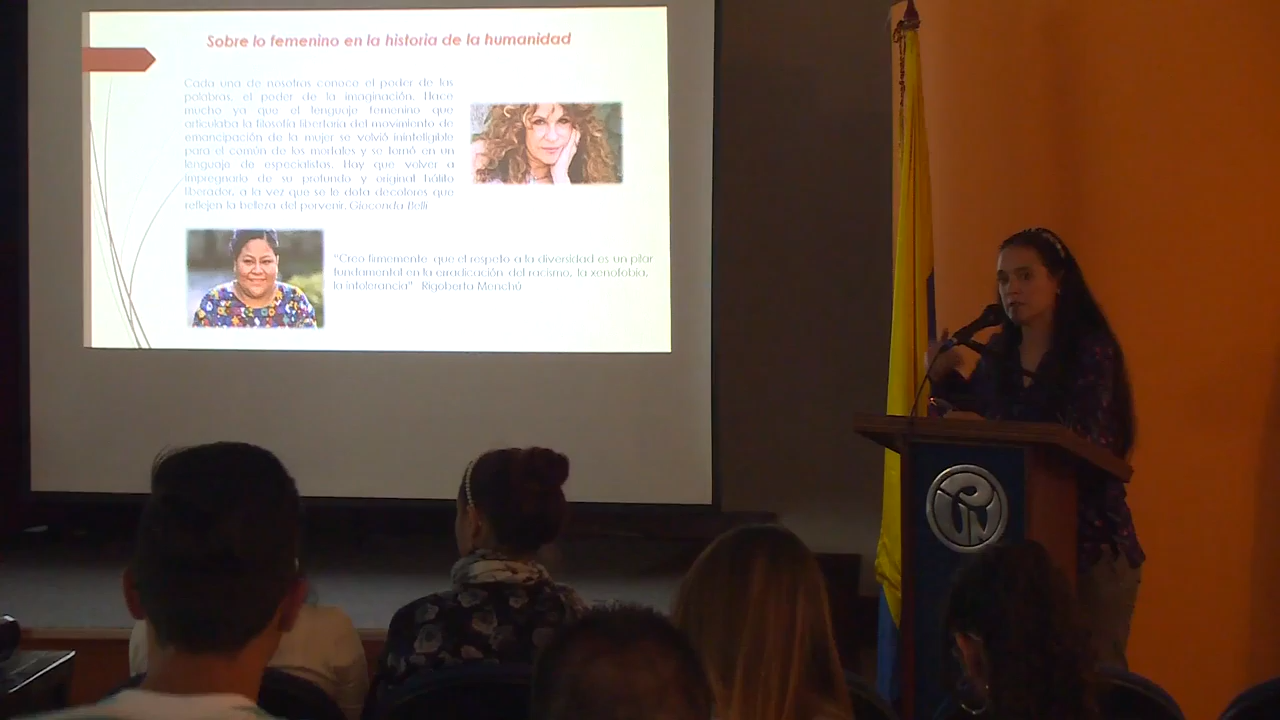 Sobre lo femenino en la historia de la humanidad
Cada una de nosotras conoce el poder de las
palabras, el poder de la imaginación. Hace
mucho ya que el lenguaje femenino que
articulaba la filosofía libertaria del movimiento de
emancipación de la mujer se volvió ininteligible
para el común de los mortales y se tornó en un
lenguaje de especialistas. Hay que volver a
impregnarlo de su profundo y original hálito
liberador, a la vez que se le dota decolores que
reflejen la belleza del porvenir. Gioconda Belli
"Creo firmemente que el respeto a la diversidad es un pilar
fundamental en la erradicación del racismo, la xenofobia,
la intolerancia" Rigoberta Menchú